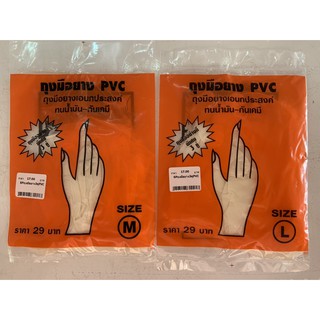 ถุงมือยาง PVC
ถุงมือยางเอนกประสงค์
ทนน้ำมัน-กันเคมี
SIZE
M
ราคา 29 บาท
ถุงมือยาง PVC
ถุงมือยางเอนกประสงค์
ทนน้ำมัน-กันเคมี
SIZE
L
ราคา 29 บาท